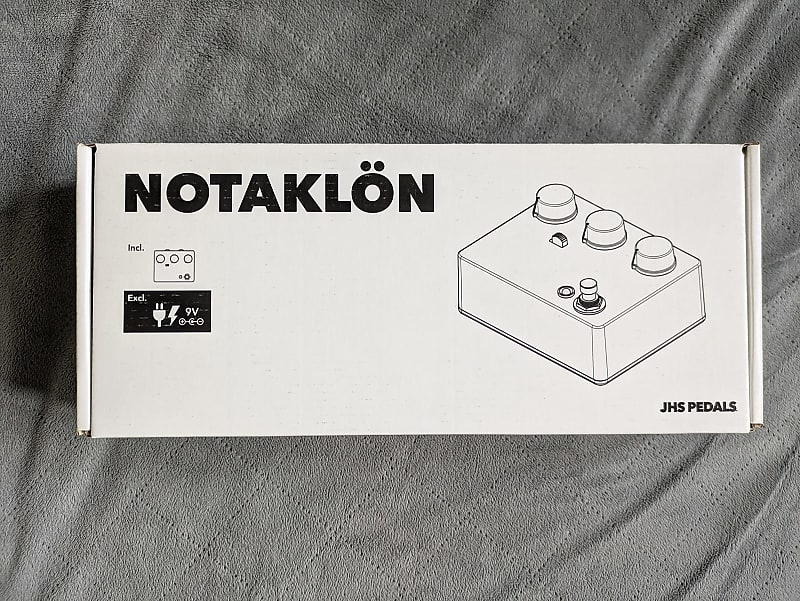 NOTAKLÖN
Incl.
Excl.
9V
JHS PEDALS